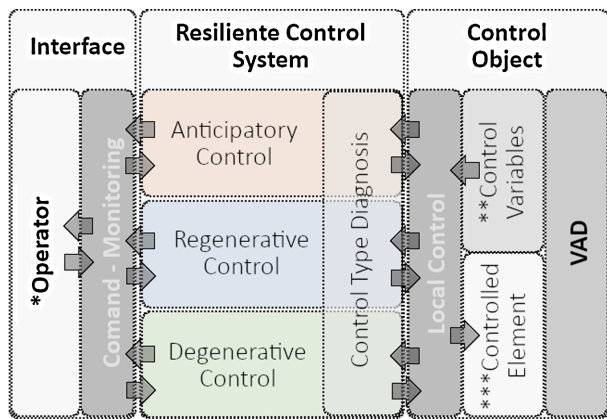 Interface
Resiliente Control
System
Control
Object
*Operator
Comand - Monitoring
Anticipatory
Control
Regenerative
Control
Degenerative
Control
Control Type Diagnosis
Local Control
**Control
Variables
***Controlled
Element
VAD